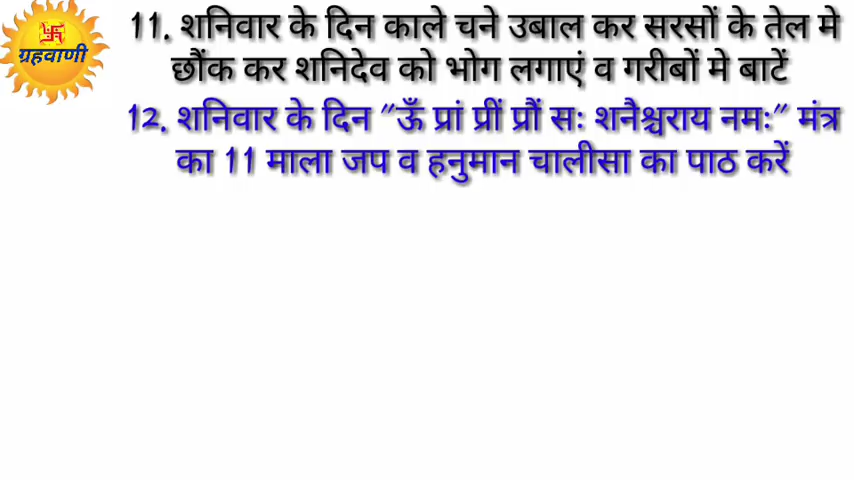 ग्रहवाणी
11. शनिवार के दिन काले चने उबाल कर सरसों के तेल मे
छौंक कर शनिदेव को भोग लगाएं व गरीबों मे बाटें
12. शनिवार के दिन "ऊँ प्रां प्रीं प्रौं सः शनैश्चराय नमः" मंत्र
का 11 माला जप व हनुमान चालीसा का पाठ करें